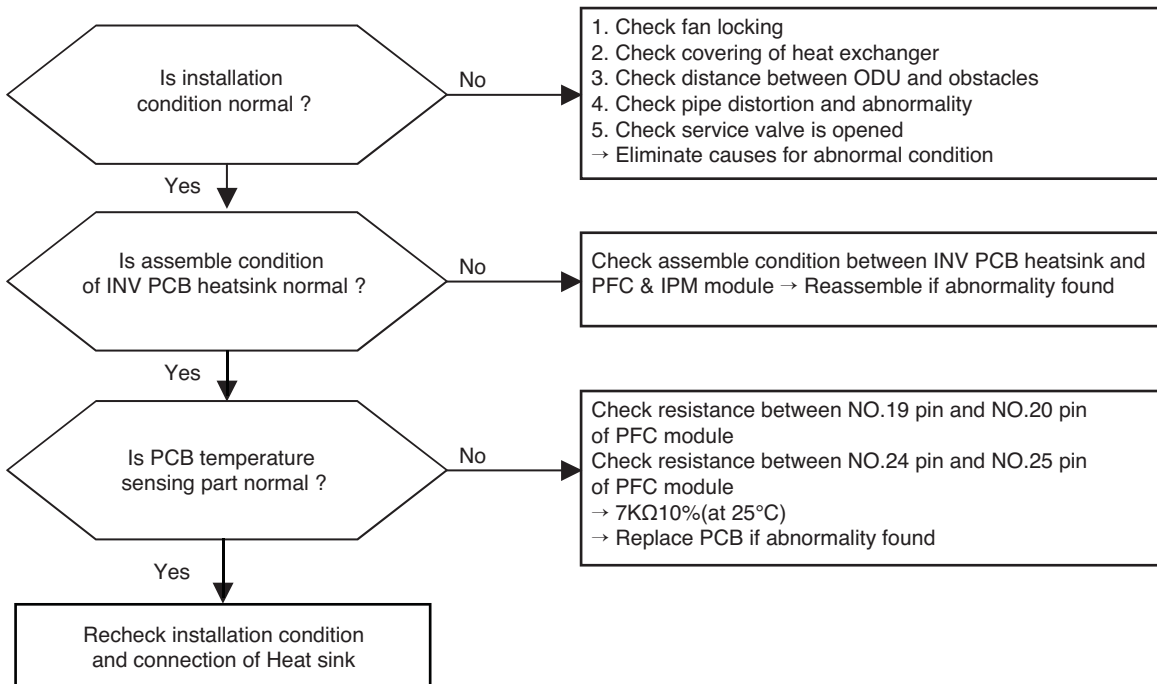 Is installation
condition normal ?
No
1. Check fan locking
2. Check covering of heat exchanger
3. Check distance between ODU and obstacles
4. Check pipe distortion and abnormality
5. Check service valve is opened
→ Eliminate causes for abnormal condition
Yes
Is assemble condition
of INV PCB heatsink normal ?
No
Check assemble condition between INV PCB heatsink and
PFC & IPM module → Reassemble if abnormality found
Yes
Is PCB temperature
sensing part normal ?
No
Check resistance between NO.19 pin and NO.20 pin
of PFC module
Check resistance between NO.24 pin and NO.25 pin
of PFC module
→ 7KΩ10%(at 25°C)
→ Replace PCB if abnormality found
Yes
Recheck installation condition
and connection of Heat sink